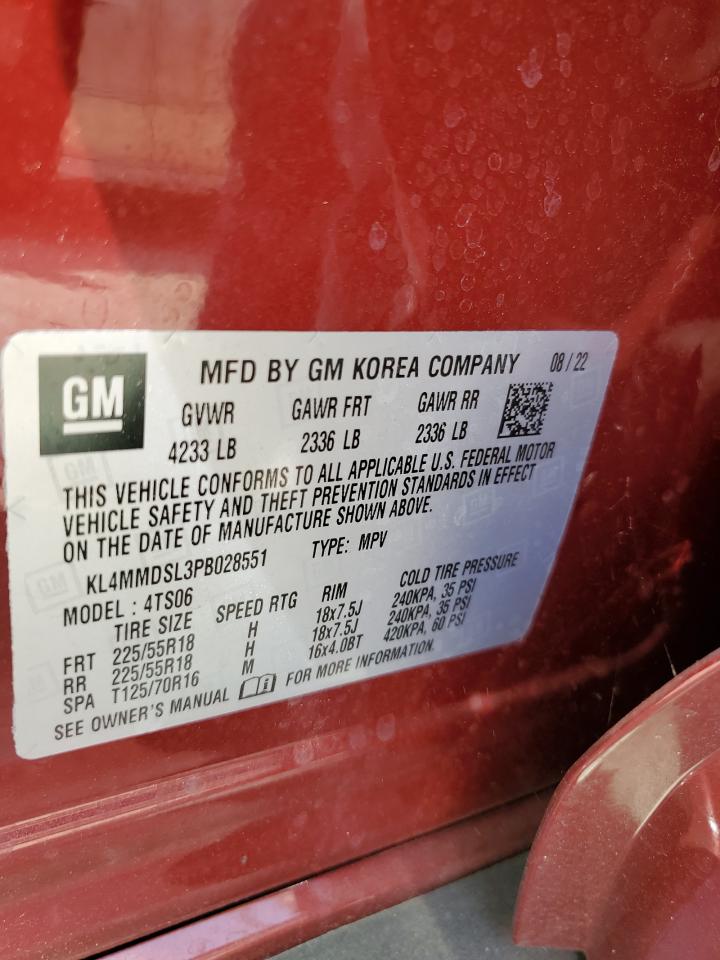 GM
MFD BY GM KOREA COMPANY 08 / 22
GVWR GAWR FRT GAWR RR
4233 LB 2336 LB 2336 LB
THIS VEHICLE CONFORMS TO ALL APPLICABLE U.S. FEDERAL MOTOR
VEHICLE SAFETY AND THEFT PREVENTION STANDARDS IN EFFECT
ON THE DATE OF MANUFACTURE SHOWN ABOVE.
KL4MMDSL3PB028551 TYPE: MPV
MODEL : 4TS06
TIRE SIZE SPEED RTG RIM COLD TIRE PRESSURE
FRT 225/55R18 H 18x7.5J 240KPA, 35 PSI
RR 225/55R18 H 18x7.5J 240KPA, 35 PSI
SPA T125/70R16 M 16x4.0BT 420KPA, 60 PSI
SEE OWNER'S MANUAL FOR MORE INFORMATION.